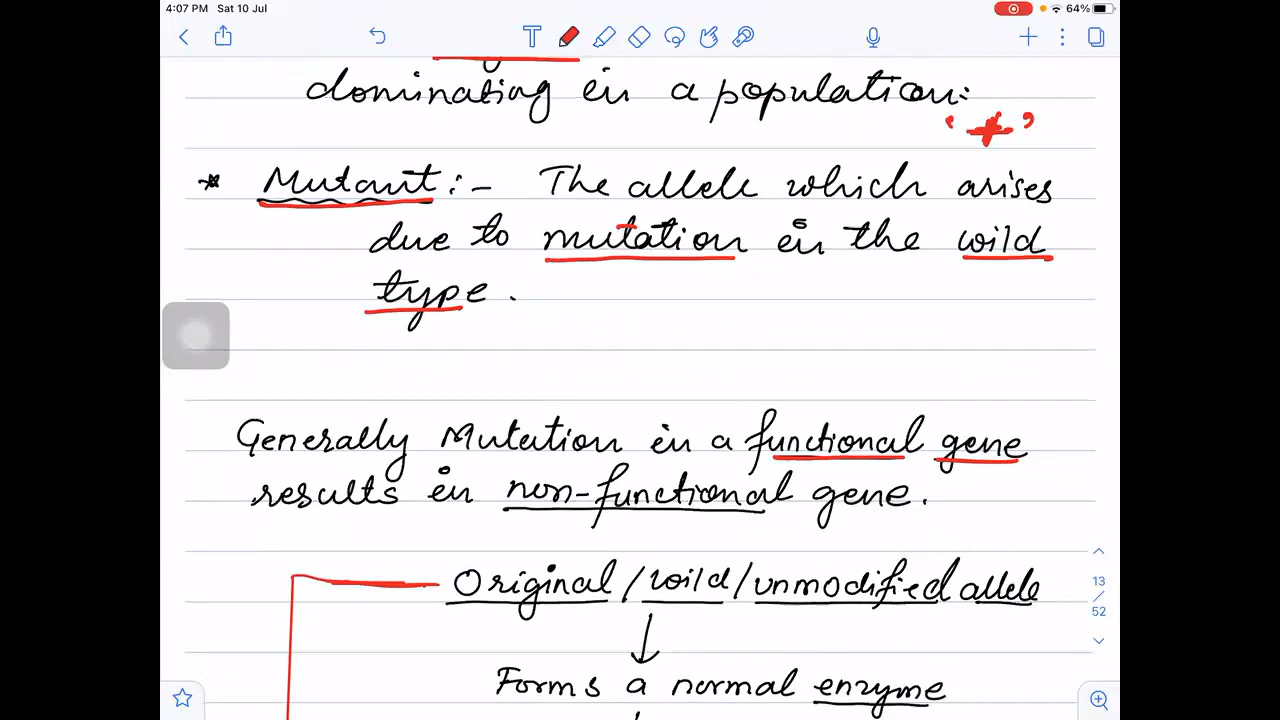 4:07 PM Sat 10 Jul
64%
dominating in a population:
' + '
* Mutant :- The allele which arises
due to mutation in the wild
type.
Generally Mutation in a functional gene
results in non-functional gene.
Original / wild / unmodified allele
13
/
52
Forms a normal enzyme